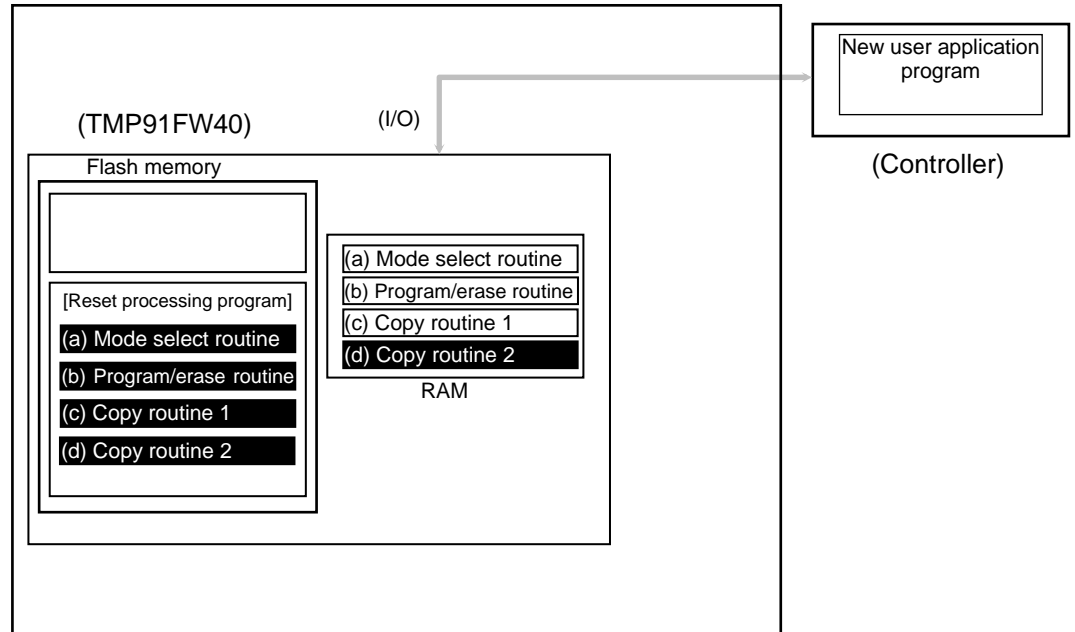 New user application
program
(Controller)
(I/O)
(TMP91FW40)
Flash memory
[Reset processing program]
(a) Mode select routine
(b) Program/erase routine
(c) Copy routine 1
(d) Copy routine 2
(a) Mode select routine
(b) Program/erase routine
(c) Copy routine 1
(d) Copy routine 2
RAM